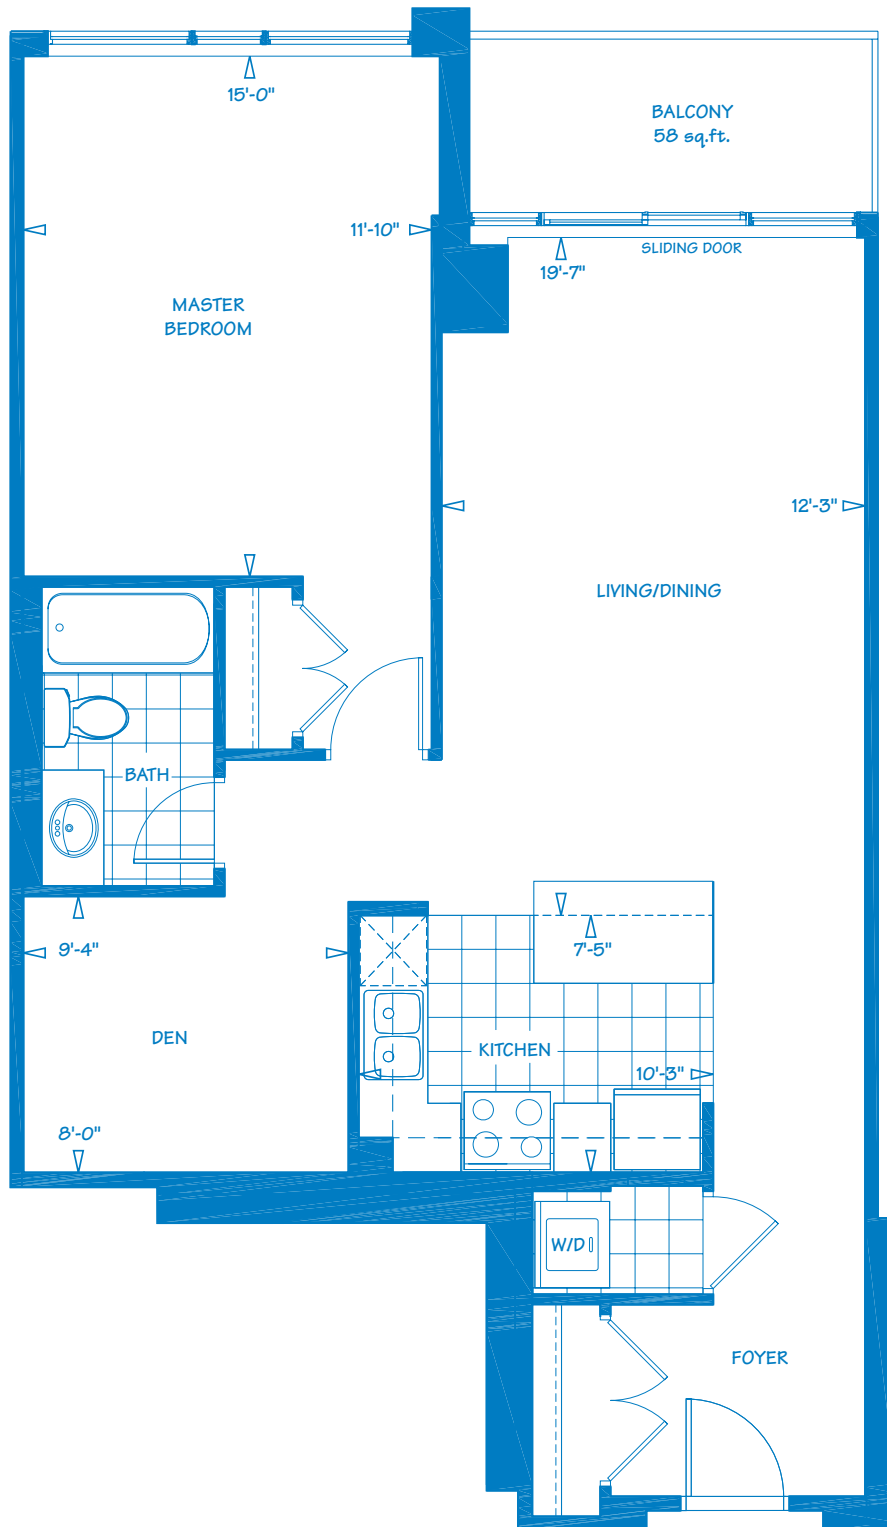 15'-0"
BALCONY
58 sq.ft.
11'-10"
SLIDING DOOR
19'-7"
MASTER
BEDROOM
12'-3"
LIVING/DINING
BATH
9'-4"
7'-5"
DEN
KITCHEN
10'-3"
8'-0"
W/D
FOYER